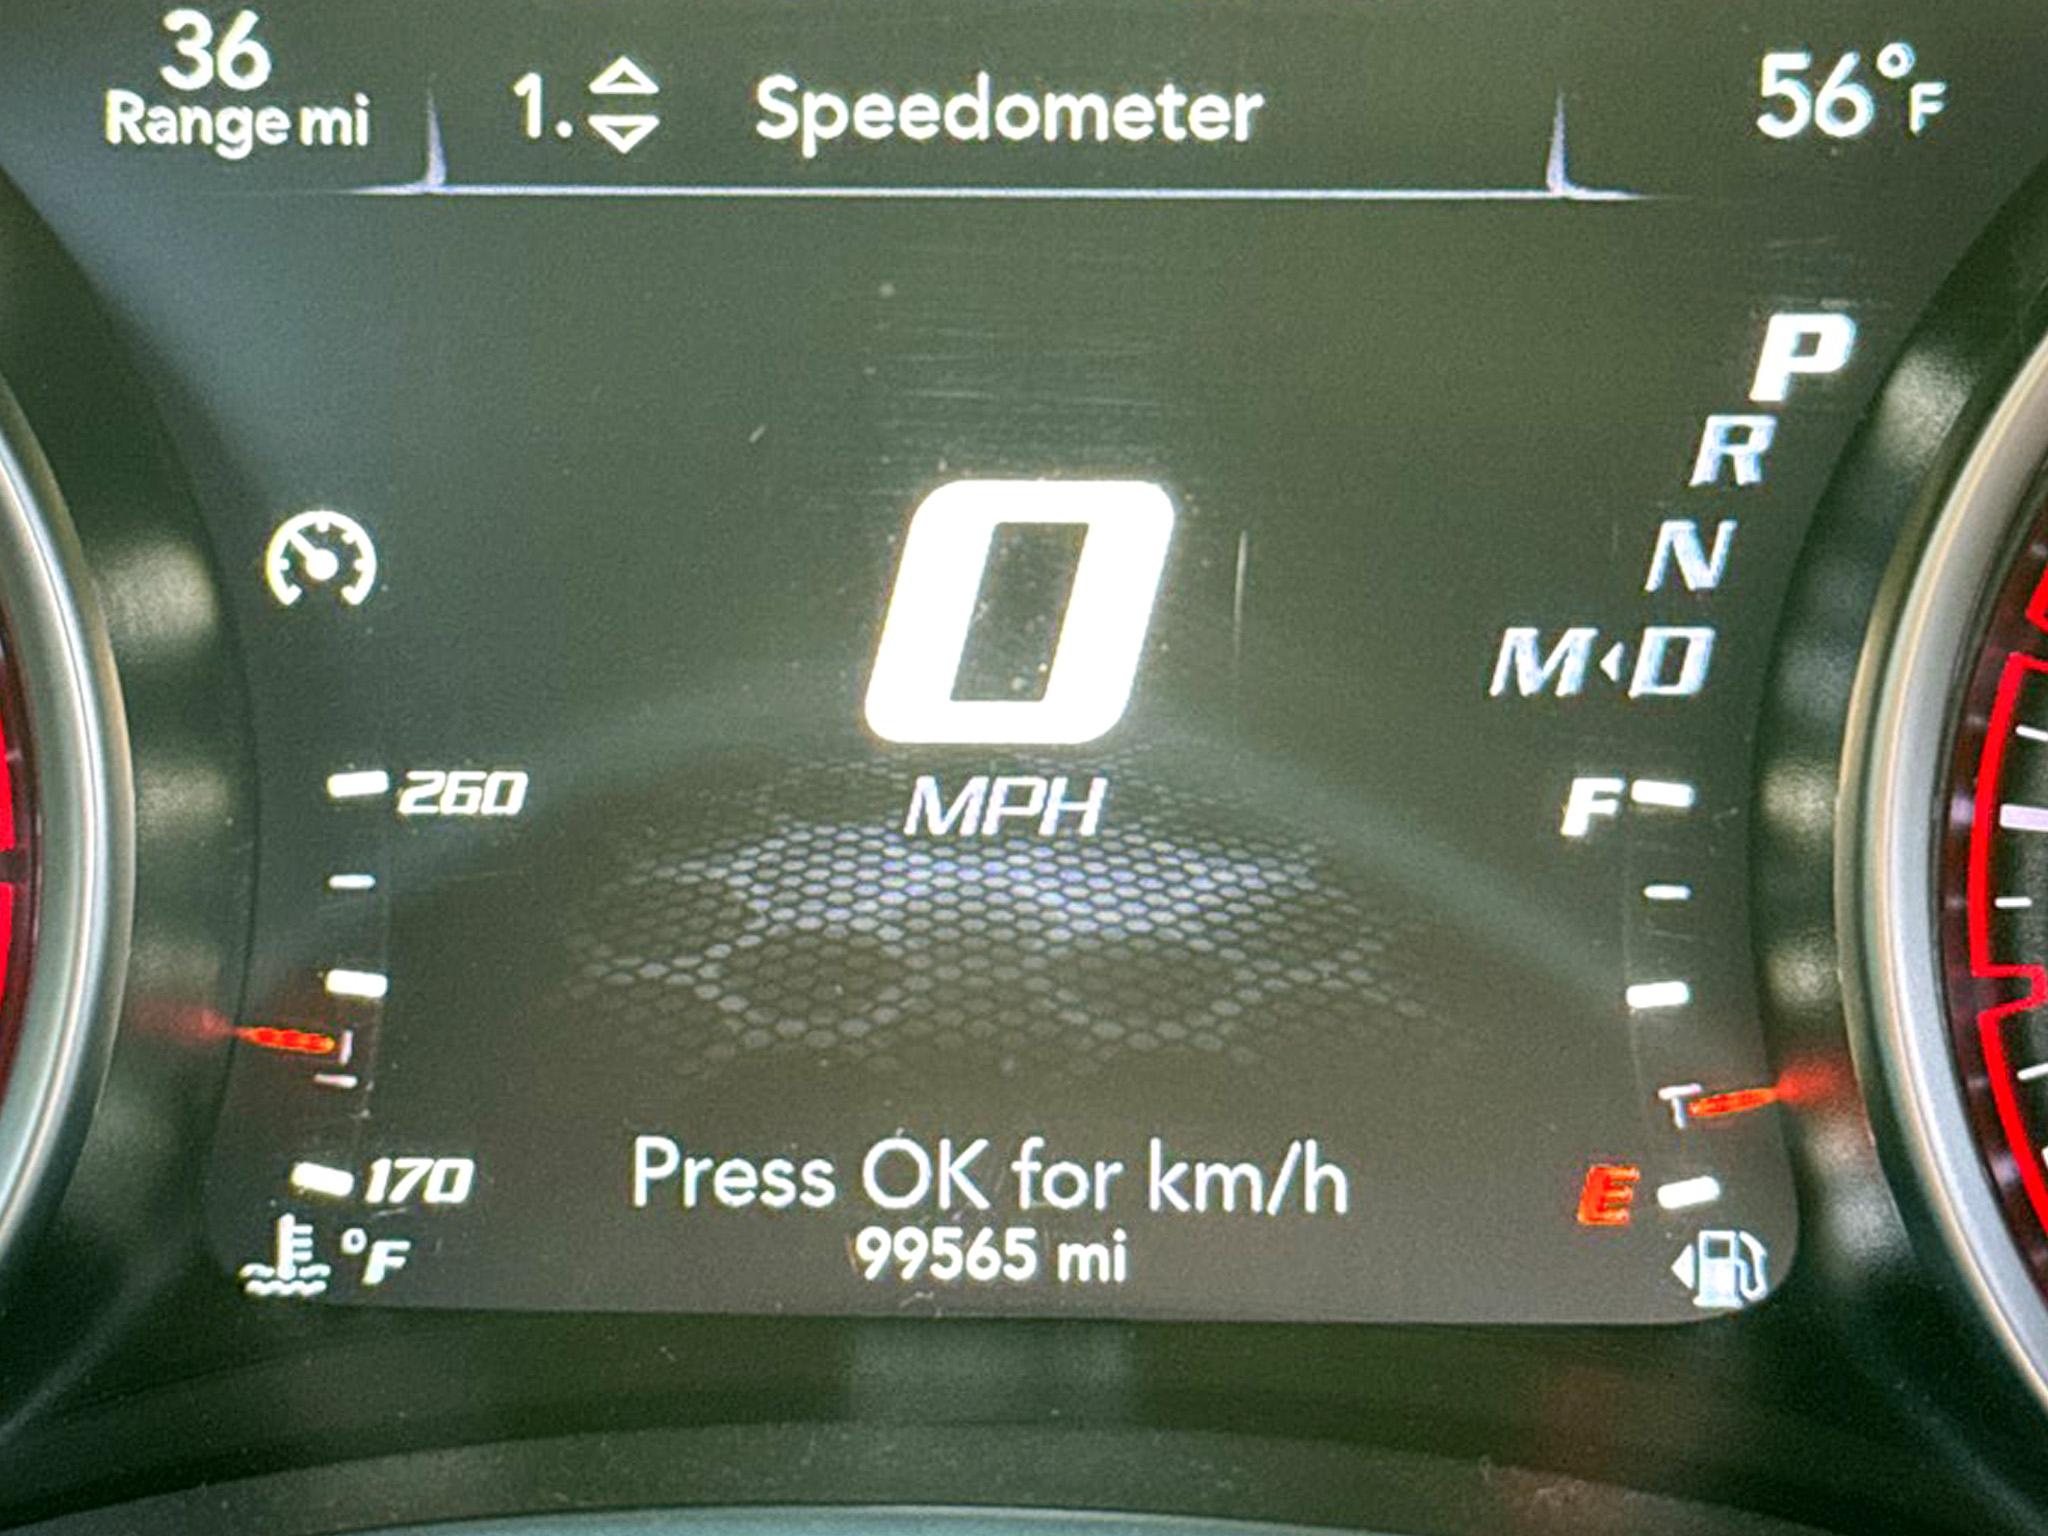 36
Range mi
1. Speedometer
56°F
P
R
N
M D
0
MPH
260
F
170
°F
E
Press OK for km/h
99565 mi